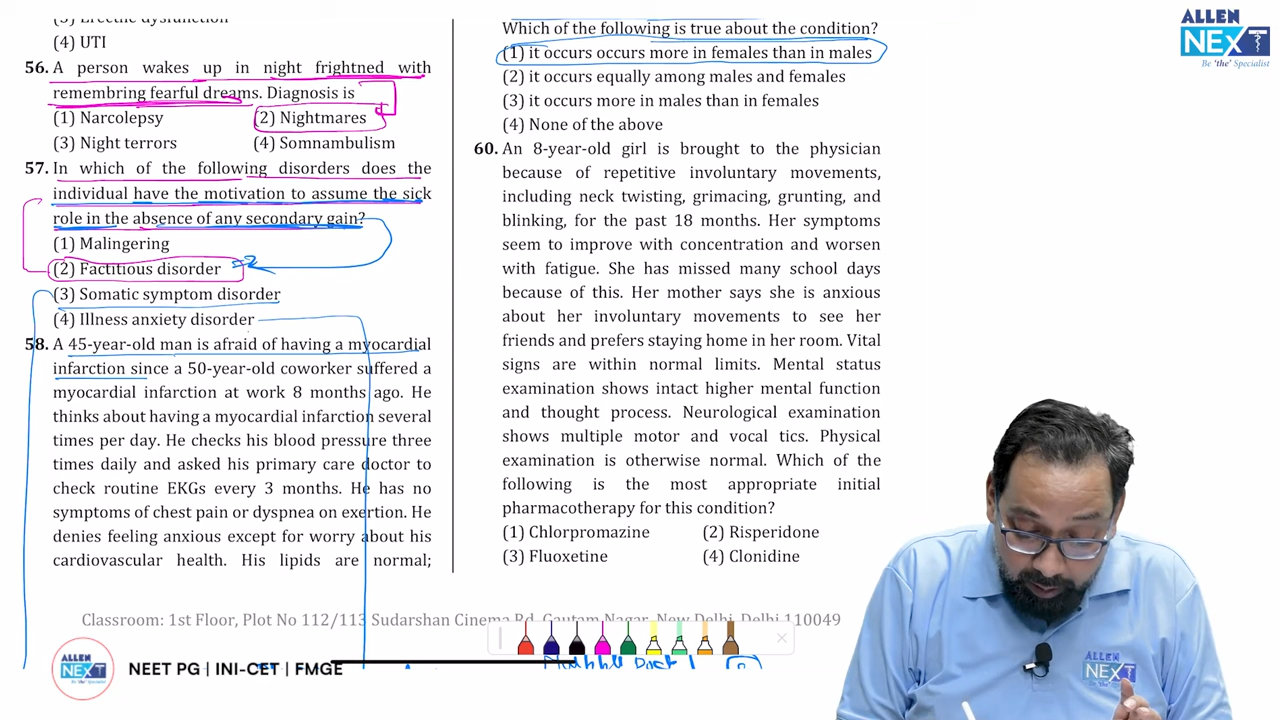 (3) Erectile dysfunction
(4) UTI
56. A person wakes up in night frightned with
remembring fearful dreams. Diagnosis is
(1) Narcolepsy (2) Nightmares
(3) Night terrors (4) Somnambulism
57. In which of the following disorders does the
individual have the motivation to assume the sick
role in the absence of any secondary gain?
(1) Malingering
(2) Factitious disorder
(3) Somatic symptom disorder
(4) Illness anxiety disorder
58. A 45-year-old man is afraid of having a myocardial
infarction since a 50-year-old coworker suffered a
myocardial infarction at work 8 months ago. He
thinks about having a myocardial infarction several
times per day. He checks his blood pressure three
times daily and asked his primary care doctor to
check routine EKGs every 3 months. He has no
symptoms of chest pain or dyspnea on exertion. He
denies feeling anxious except for worry about his
cardiovascular health. His lipids are normal;
Which of the following is true about the condition?
(1) it occurs occurs more in females than in males
(2) it occurs equally among males and females
(3) it occurs more in males than in females
(4) None of the above
60. An 8-year-old girl is brought to the physician
because of repetitive involuntary movements,
including neck twisting, grimacing, grunting, and
blinking, for the past 18 months. Her symptoms
seem to improve with concentration and worsen
with fatigue. She has missed many school days
because of this. Her mother says she is anxious
about her involuntary movements to see her
friends and prefers staying home in her room. Vital
signs are within normal limits. Mental status
examination shows intact higher mental function
and thought process. Neurological examination
shows multiple motor and vocal tics. Physical
examination is otherwise normal. Which of the
following is the most appropriate initial
pharmacotherapy for this condition?
(1) Chlorpromazine (2) Risperidone
(3) Fluoxetine (4) Clonidine
Classroom: 1st Floor, Plot No 112/113 Sudarshan Cinema Rd, Gautam Nagar, New Delhi, Delhi 110049
ALLEN
NEXT
Be 'the' Specialist
ALLEN
NEXT
NEET PG | INI-CET | FMGE
ALLEN
NEXT